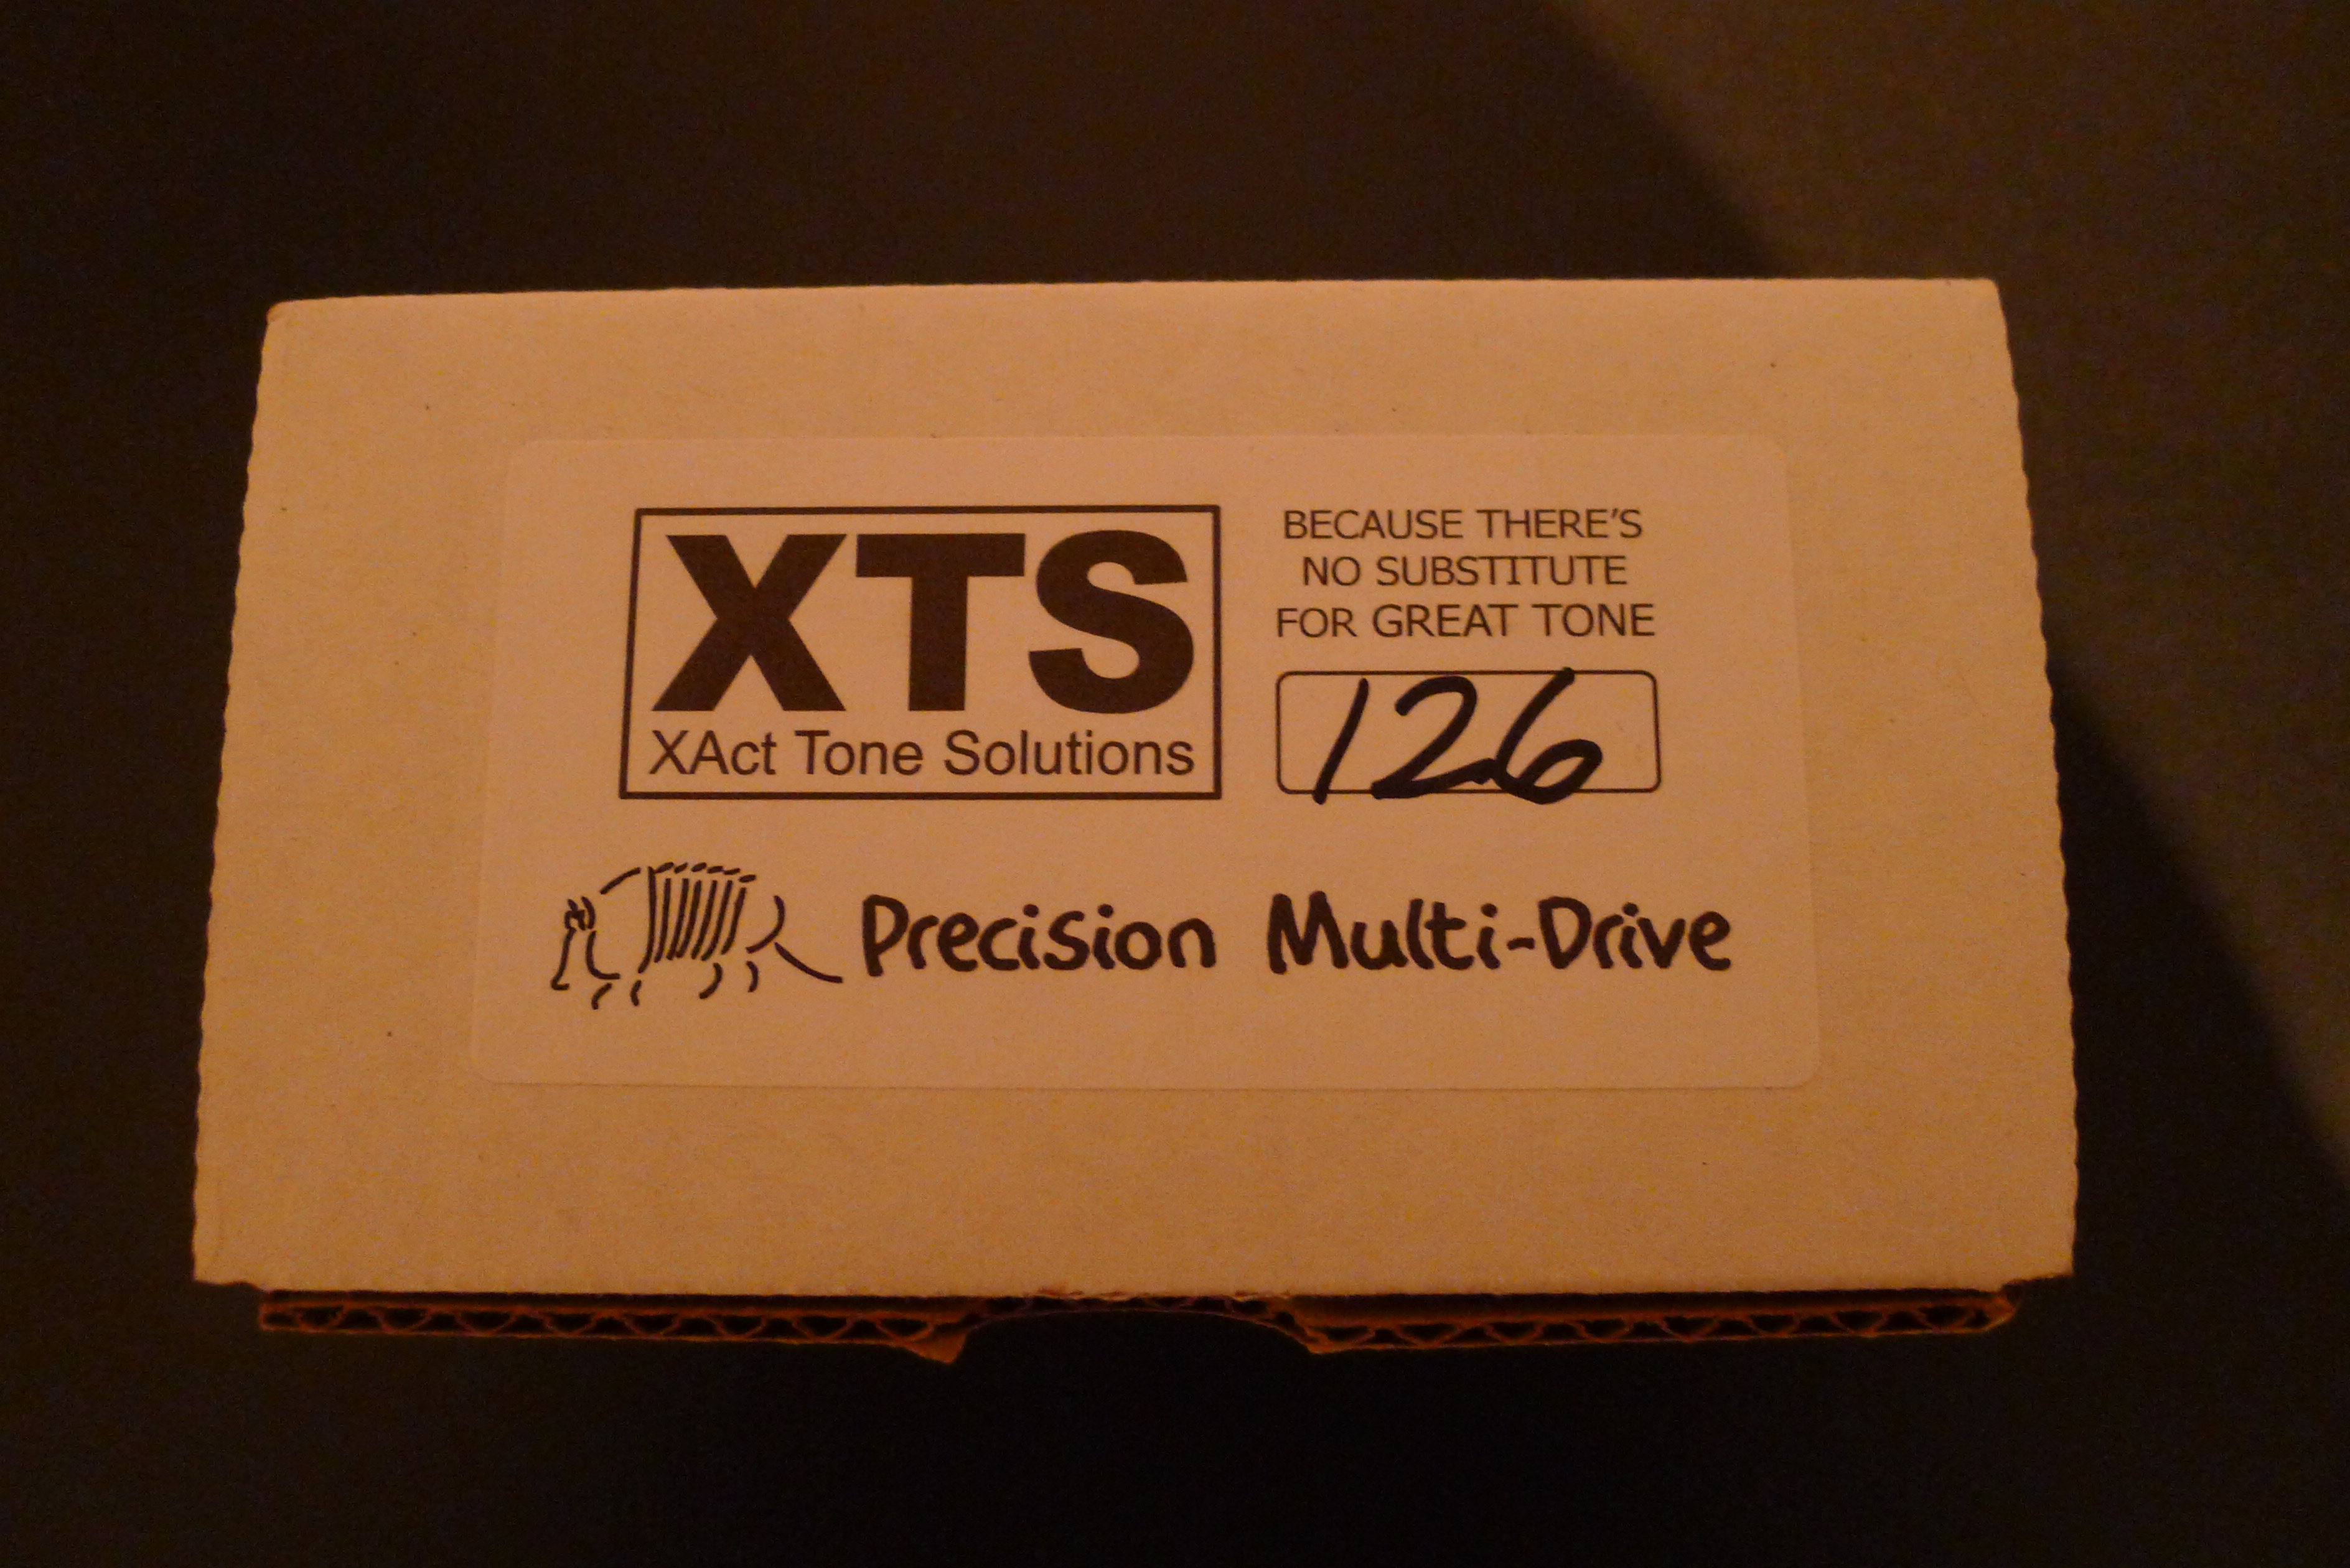 XTS
XAct Tone Solutions
BECAUSE THERE'S
NO SUBSTITUTE
FOR GREAT TONE
126
Precision Multi-Drive